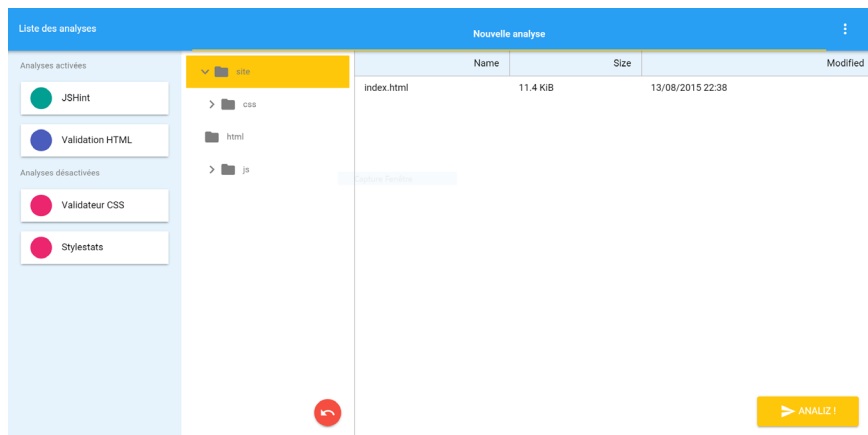 Liste des analyses
Nouvelle analyse
Analyses activées
JSHint
Validation HTML
Analyses désactivées
Validateur CSS
Stylestats
site
css
html
js
Name Size Modified
index.html 11.4 KiB 13/08/2015 22:38
ANALIZ !